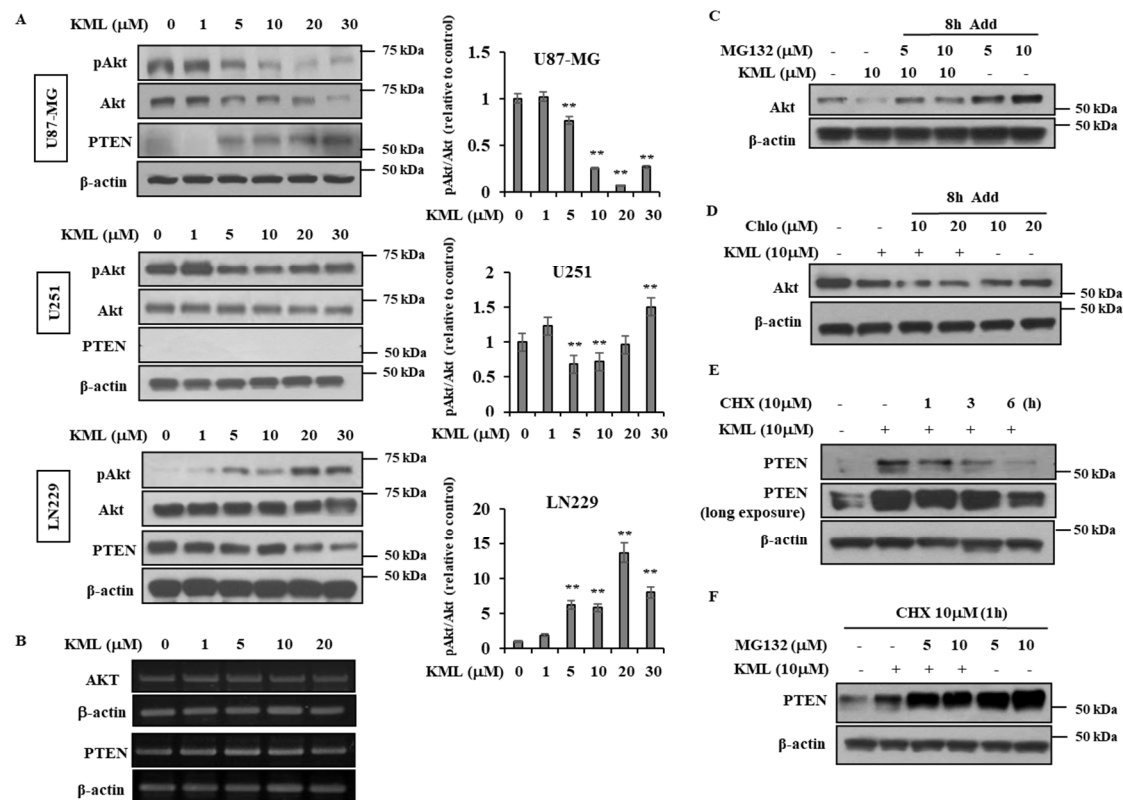 A
KML (μM) 0 1 5 10 20 30
U87-MG
pAkt 75 kDa
Akt 75 kDa
PTEN 50 kDa
β-actin 50 kDa
pAkt/Akt (relative to control)
U87-MG
1.5
1
0.5
0
** ** ** **
KML (μM) 0 1 5 10 20 30
KML (μM) 0 1 5 10 20 30
U251
pAkt 75 kDa
Akt 75 kDa
PTEN 50 kDa
β-actin 50 kDa
pAkt/Akt (relative to control)
U251
2
1.5
1
0.5
0
** ** **
KML (μM) 0 1 5 10 20 30
KML (μM) 0 1 5 10 20 30
LN229
pAkt 75 kDa
Akt 75 kDa
PTEN 50 kDa
β-actin 50 kDa
pAkt/Akt (relative to control)
LN229
20
15
10
5
0
** ** ** **
KML (μM) 0 1 5 10 20 30
B
KML (μM) 0 1 5 10 20
AKT
β-actin
PTEN
β-actin
C
8h Add
MG132 (μM) - - 5 10 5 10
KML (μM) - 10 10 10 - -
Akt 50 kDa
β-actin 50 kDa
D
8h Add
Chlo (μM) - - 10 20 10 20
KML (10μM) - + + + - -
Akt 50 kDa
β-actin 50 kDa
E
CHX (10μM) - - 1 3 6 (h)
KML (10μM) - + + + +
PTEN 50 kDa
PTEN
(long exposure)
β-actin 50 kDa
F
CHX 10μM (1h)
MG132 (μM) - - 5 10 5 10
KML (10μM) - + + + - -
PTEN 50 kDa
β-actin 50 kDa